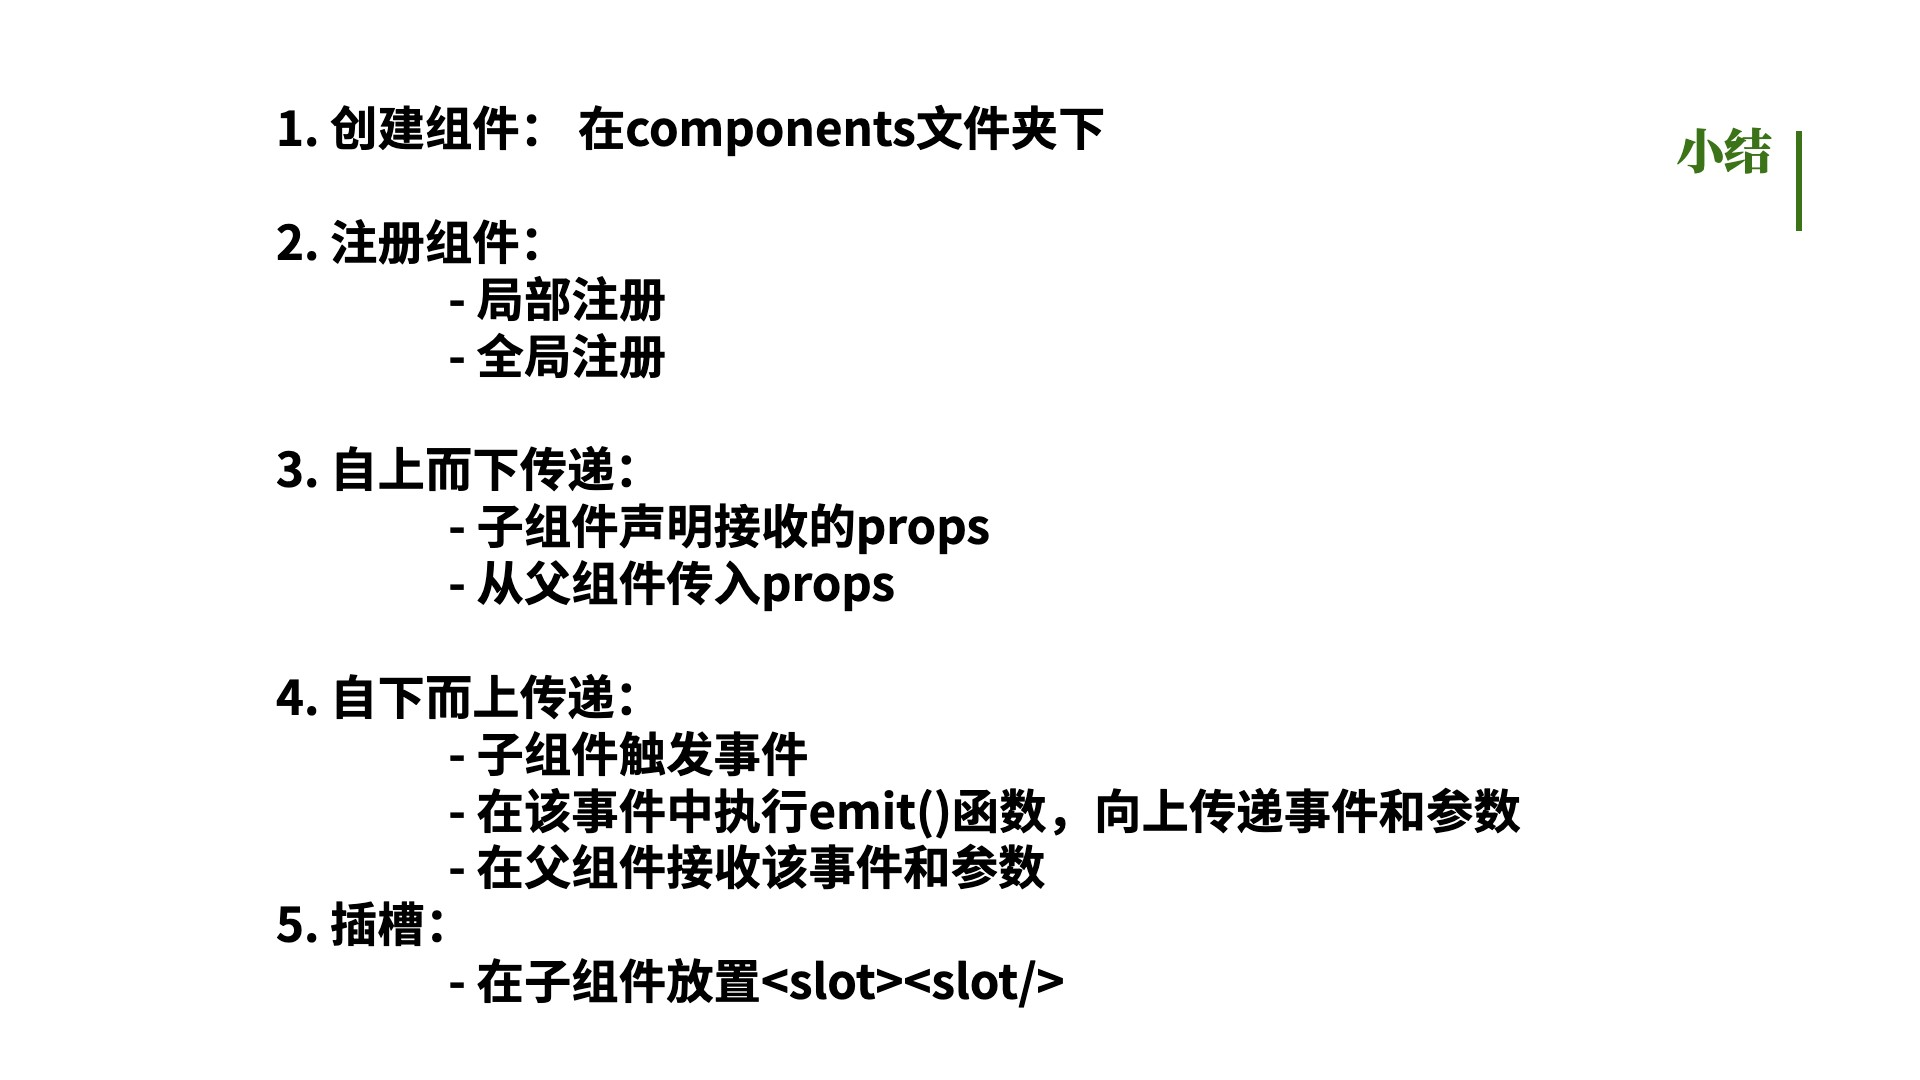 小结
1. 创建组件： 在components文件夹下
2. 注册组件：
- 局部注册
- 全局注册
3. 自上而下传递：
- 子组件声明接收的props
- 从父组件传入props
4. 自下而上传递：
- 子组件触发事件
- 在该事件中执行emit()函数，向上传递事件和参数
- 在父组件接收该事件和参数
5. 插槽：
- 在子组件放置<slot><slot/>